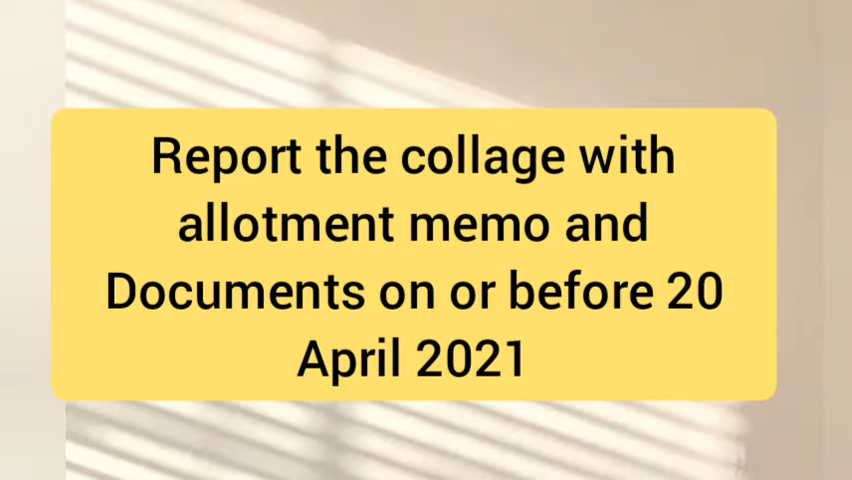 Report the collage with
allotment memo and
Documents on or before 20
April 2021